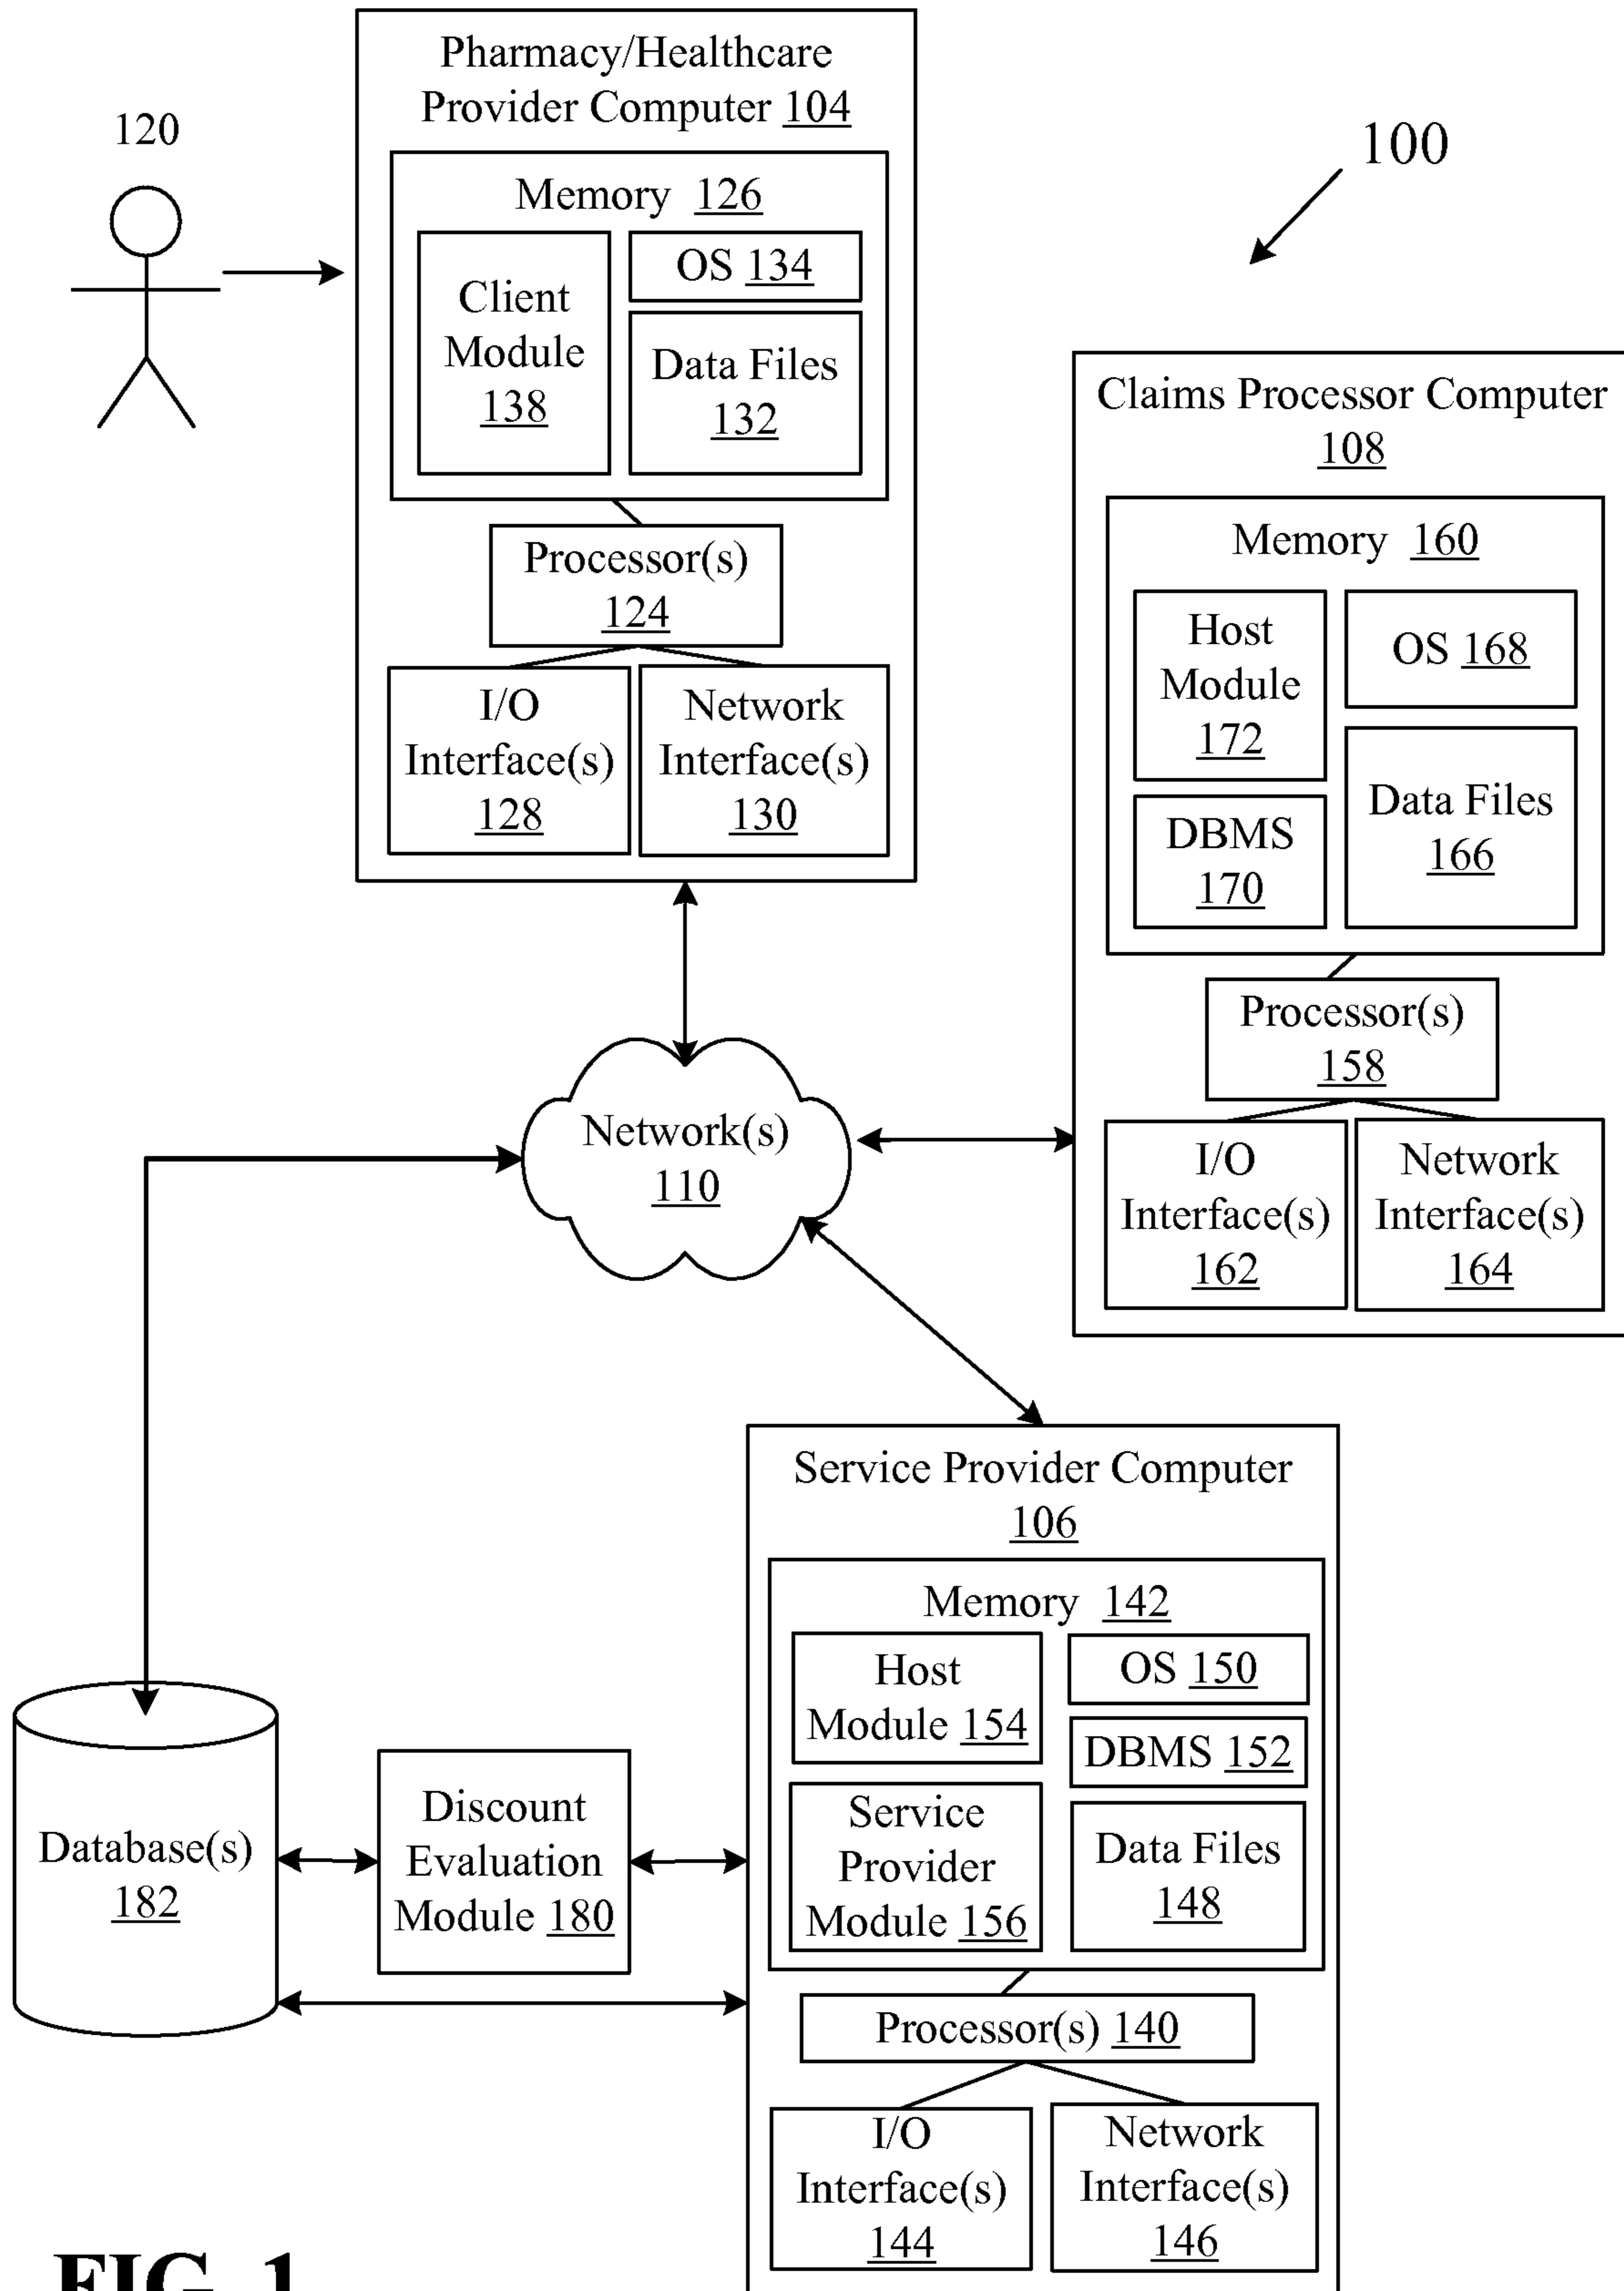 120
Pharmacy/Healthcare
Provider Computer 104
Memory 126
Client
Module
138
OS 134
Data Files
132
Processor(s)
124
I/O
Interface(s)
128
Network
Interface(s)
130
100
Claims Processor Computer
108
Memory 160
Host
Module
172
OS 168
DBMS
170
Data Files
166
Processor(s)
158
I/O
Interface(s)
162
Network
Interface(s)
164
Network(s)
110
Service Provider Computer
106
Memory 142
Host
Module 154
OS 150
DBMS 152
Service
Provider
Module 156
Data Files
148
Processor(s) 140
I/O
Interface(s)
144
Network
Interface(s)
146
Database(s)
182
Discount
Evaluation
Module 180
FIG. 1